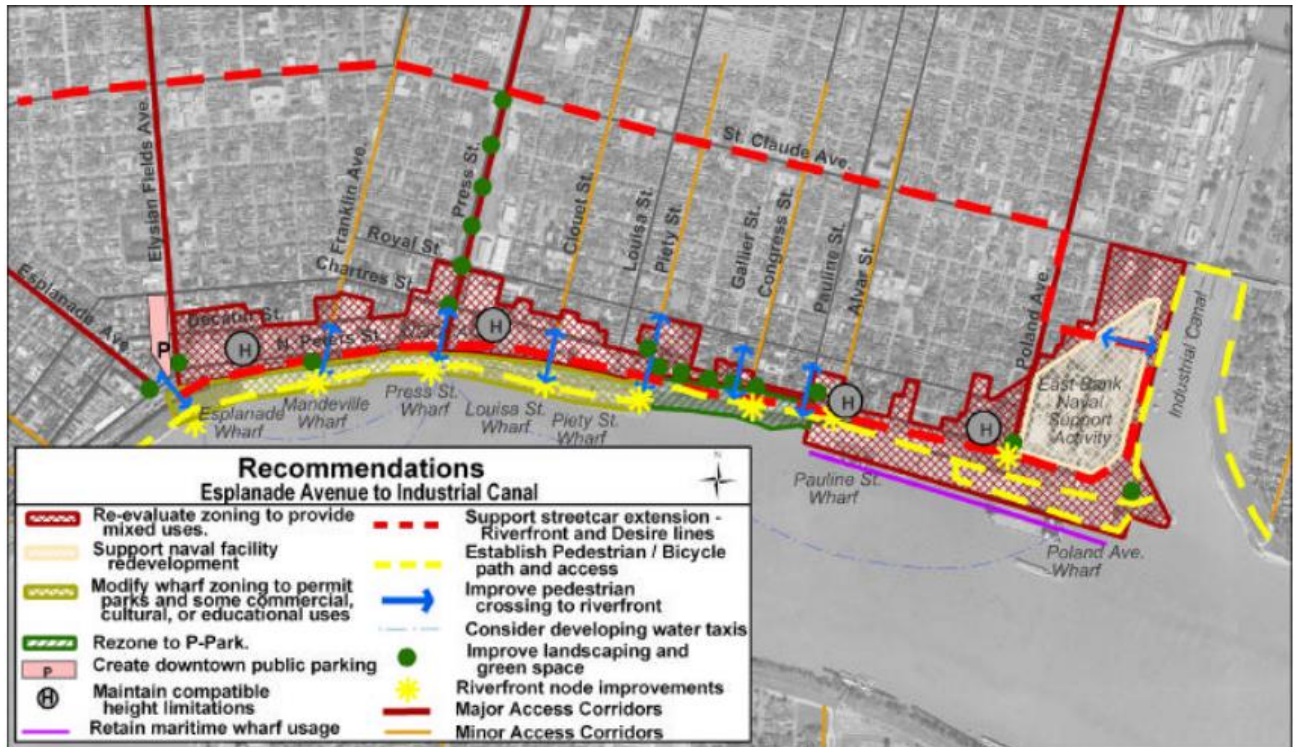 St. Claude Ave.
Elysian Fields Ave.
Franklin Ave.
Press St.
Clouet St.
Louisa St.
Piety St.
Gallier St.
Congress St.
Pauline St.
Alvar St.
Poland Ave.
Industrial Canal
Royal St.
Chartres St.
Esplanade Ave
Decatur St.
N. Peters St.
P
H
H
H
H
East Bank
Naval
Support
Activity
Esplanade
Wharf
Mandeville
Wharf
Press St.
Wharf
Louisa St.
Wharf
Piety St.
Wharf
Pauline St.
Wharf
Poland Ave.
Wharf
Recommendations
Esplanade Avenue to Industrial Canal
N
Re-evaluate zoning to provide
mixed uses.
Support naval facility
redevelopment
Modify wharf zoning to permit
parks and some commercial,
cultural, or educational uses
Rezone to P-Park.
P
Create downtown public parking
H
Maintain compatible
height limitations
Retain maritime wharf usage
Support streetcar extension -
Riverfront and Desire lines
Establish Pedestrian / Bicycle
path and access
Improve pedestrian
crossing to riverfront
Consider developing water taxis
Improve landscaping and
green space
Riverfront node improvements
Major Access Corridors
Minor Access Corridors